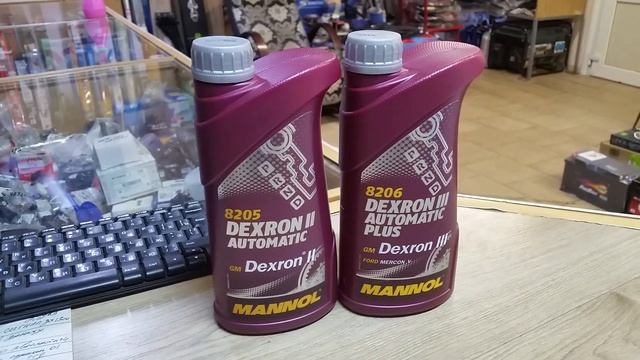 8205
DEXRON II
AUTOMATIC
GM Dexron® II
MANNOL
8206
DEXRON III
AUTOMATIC
PLUS
GM Dexron III
FORD MERCON V
MANNOL